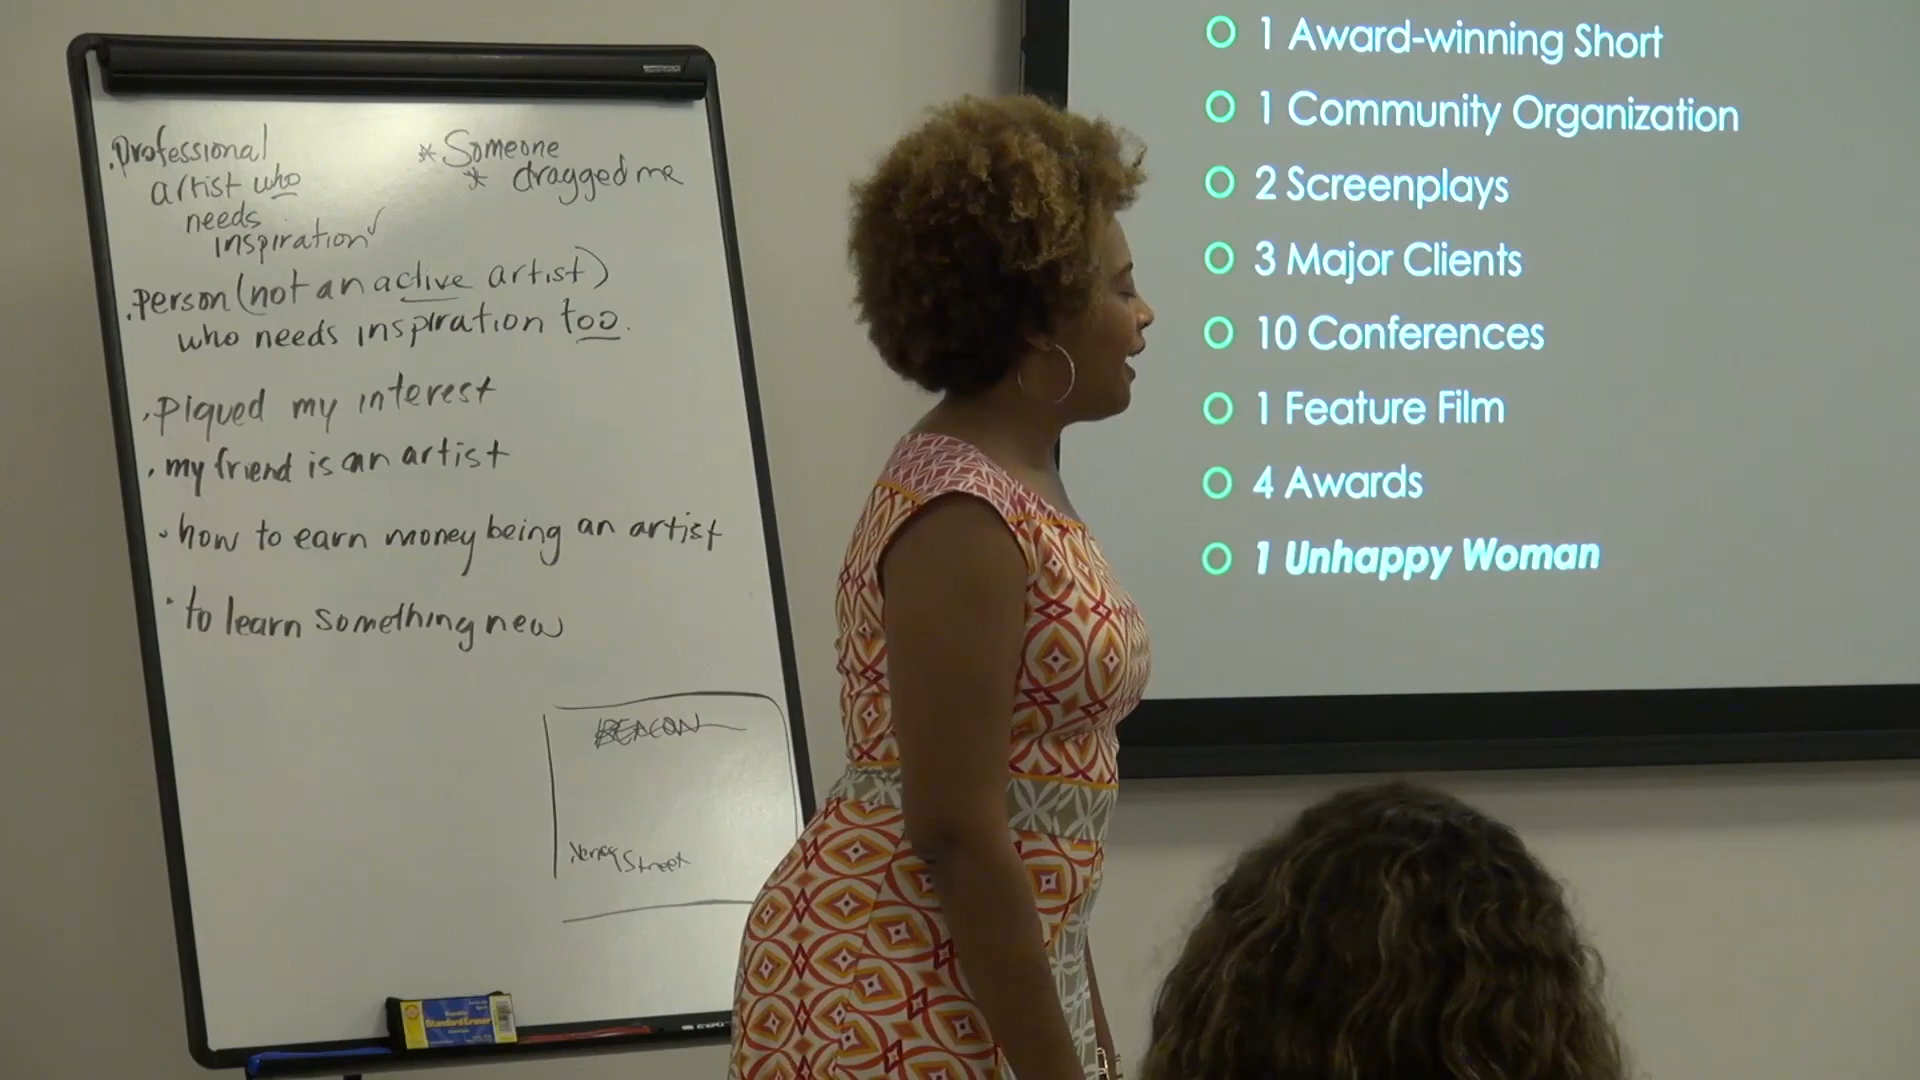 .Professional
artist who
needs
inspiration
* Someone
* dragged me
.Person (not an active artist)
who needs inspiration too.
.Piqued my interest
.my friend is an artist
.how to earn money being an artist
.to learn something new
BEACON
Street
Standard Eraser
EXPO
1 Award-winning Short
1 Community Organization
2 Screenplays
3 Major Clients
10 Conferences
1 Feature Film
4 Awards
1 Unhappy Woman